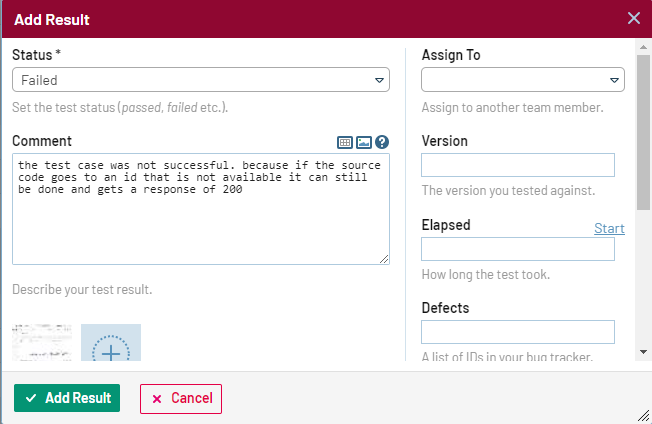 Add Result
Status *
Failed
Set the test status (passed, failed etc.).
Comment
the test case was not successful. because if the source
code goes to an id that is not available it can still
be done and gets a response of 200
Describe your test result.
Assign To
Assign to another team member.
Version
The version you tested against.
Elapsed
Start
How long the test took.
Defects
A list of IDs in your bug tracker.
Add Result
Cancel